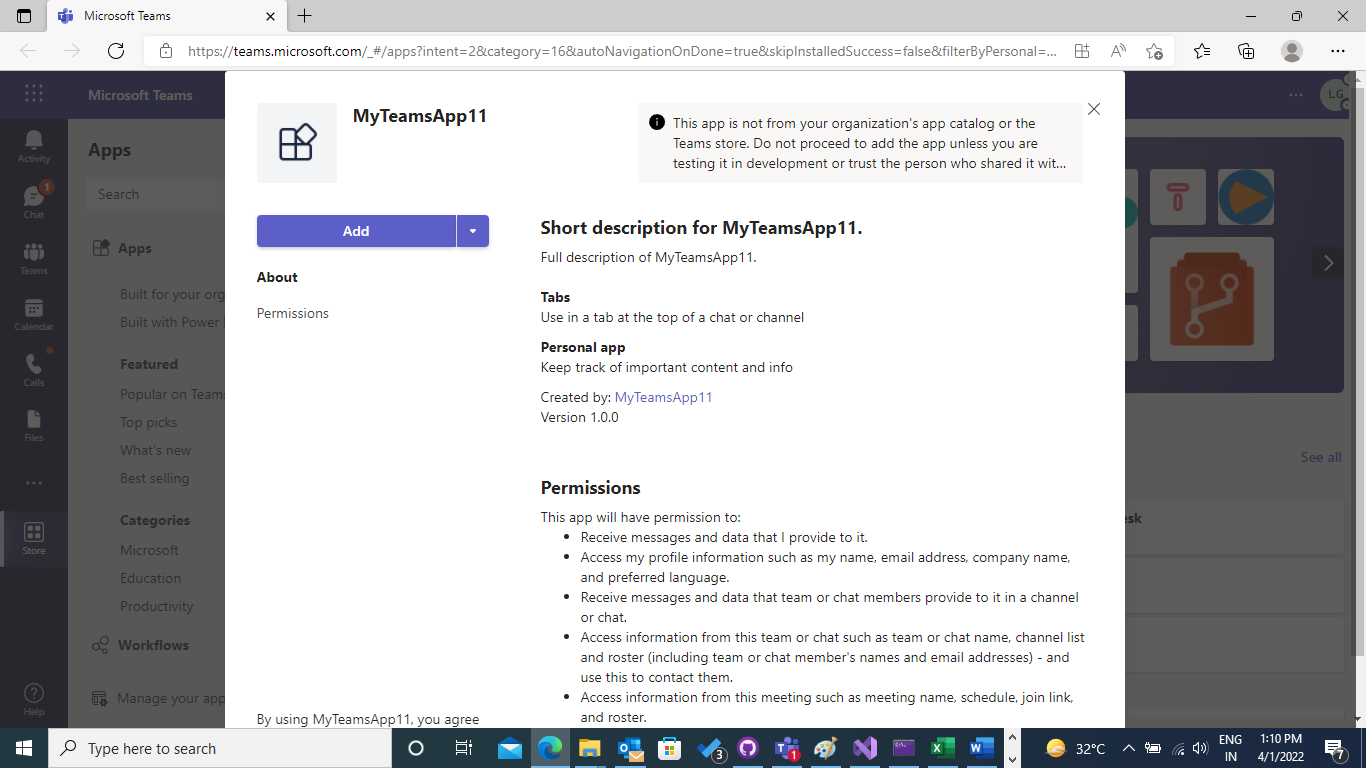 Microsoft Teams
https://teams.microsoft.com/_#/apps?intent=2&category=16&autoNavigationOnDone=true&skipInstalledSuccess=false&filterByPersonal=...
Microsoft Teams
LG
Activity
Chat
1
Teams
Calendar
Calls
Files
Store
Help
Apps
Search
Apps
Built for your org
Built with Power
Featured
Popular on Teams
Top picks
What's new
Best selling
Categories
Microsoft
Education
Productivity
Workflows
Manage your app
See all
esk
MyTeamsApp11
This app is not from your organization's app catalog or the
Teams store. Do not proceed to add the app unless you are
testing it in development or trust the person who shared it wit...
Add
About
Permissions
Short description for MyTeamsApp11.
Full description of MyTeamsApp11.
Tabs
Use in a tab at the top of a chat or channel
Personal app
Keep track of important content and info
Created by: MyTeamsApp11
Version 1.0.0
Permissions
This app will have permission to:
Receive messages and data that I provide to it.
Access my profile information such as my name, email address, company name,
and preferred language.
Receive messages and data that team or chat members provide to it in a channel
or chat.
Access information from this team or chat such as team or chat name, channel list
and roster (including team or chat member's names and email addresses) - and
use this to contact them.
Access information from this meeting such as meeting name, schedule, join link,
and roster.
By using MyTeamsApp11, you agree
Type here to search
3
1
32°C
ENG
IN
1:10 PM
4/1/2022
7